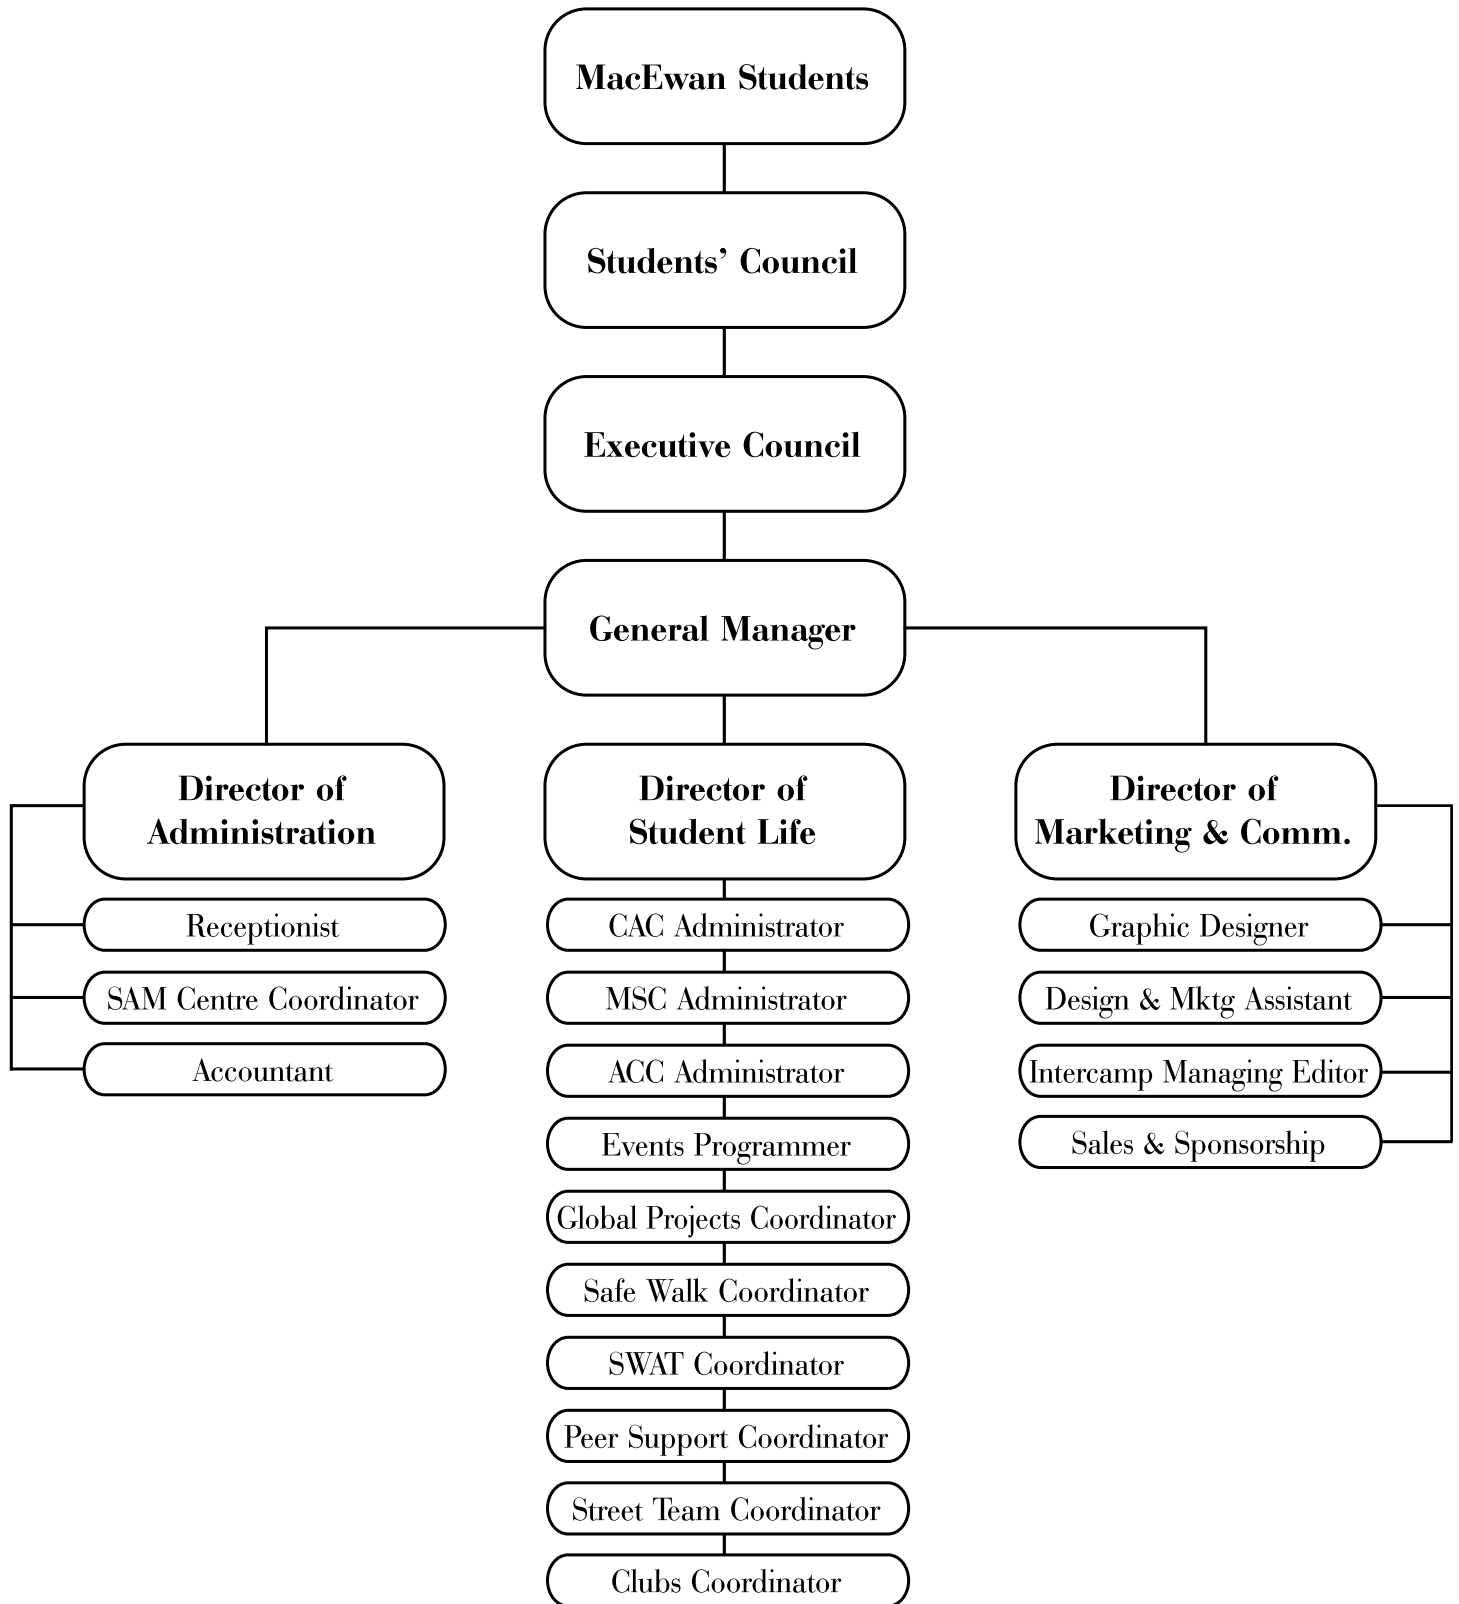 MacEwan Students
Students’ Council
Executive Council
General Manager
Director of
Administration
Receptionist
SAM Centre Coordinator
Accountant
Director of
Student Life
CAC Administrator
MSC Administrator
ACC Administrator
Events Programmer
Global Projects Coordinator
Safe Walk Coordinator
SWAT Coordinator
Peer Support Coordinator
Street Team Coordinator
Clubs Coordinator
Director of
Marketing & Comm.
Graphic Designer
Design & Mktg Assistant
Intercamp Managing Editor
Sales & Sponsorship